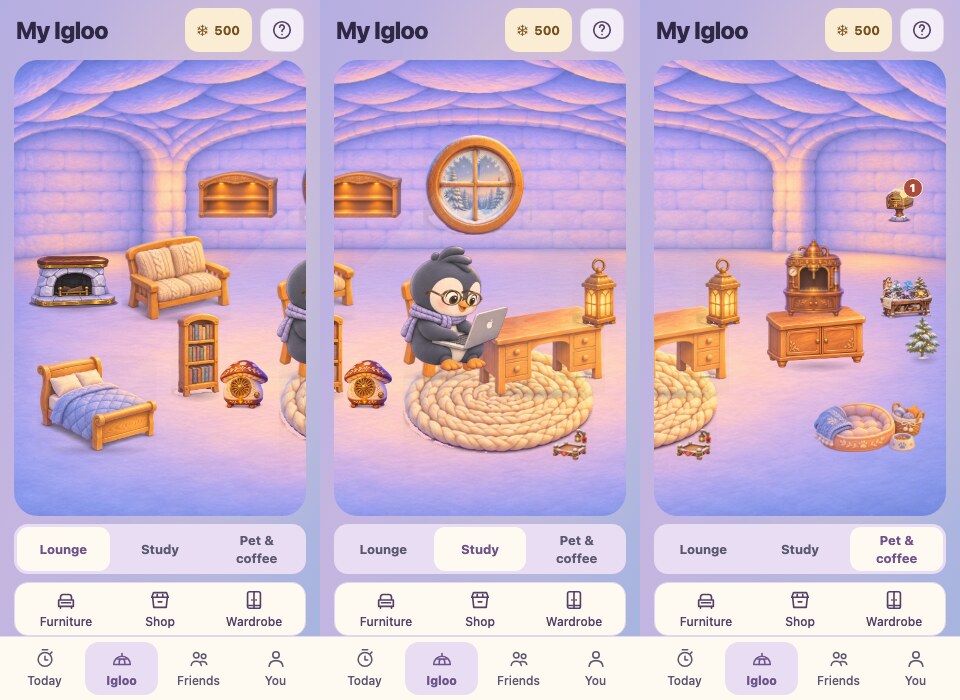 My Igloo
500
Lounge
Study
Pet &
coffee
Furniture
Shop
Wardrobe
Today
Igloo
Friends
You
My Igloo
500
Lounge
Study
Pet &
coffee
Furniture
Shop
Wardrobe
Today
Igloo
Friends
You
My Igloo
500
1
Lounge
Study
Pet &
coffee
Furniture
Shop
Wardrobe
Today
Igloo
Friends
You